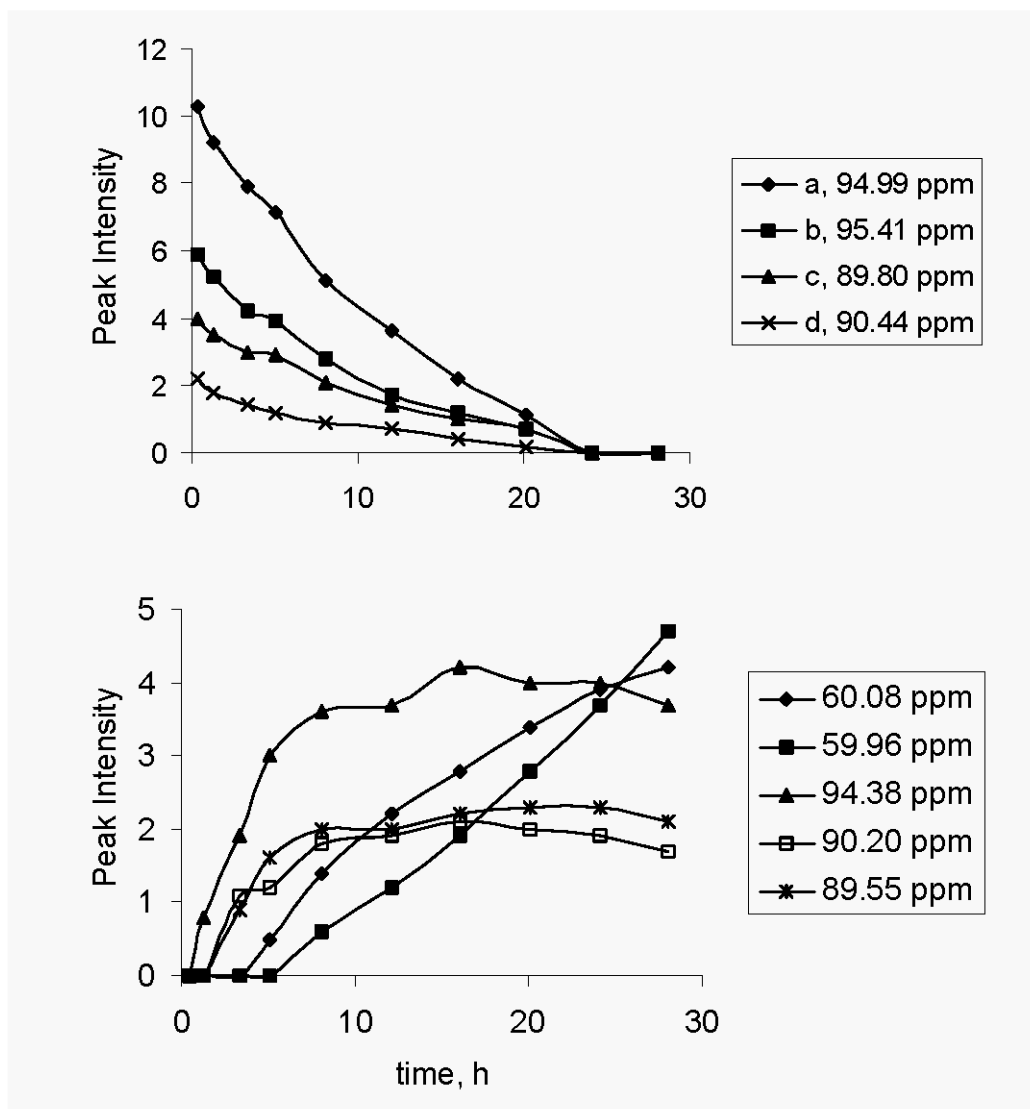 12
10
8
6
4
2
0
Peak Intensity
0 10 20 30
a, 94.99 ppm
b, 95.41 ppm
c, 89.80 ppm
d, 90.44 ppm
5
4
3
2
1
0
Peak Intensity
0 10 20 30
time, h
60.08 ppm
59.96 ppm
94.38 ppm
90.20 ppm
89.55 ppm